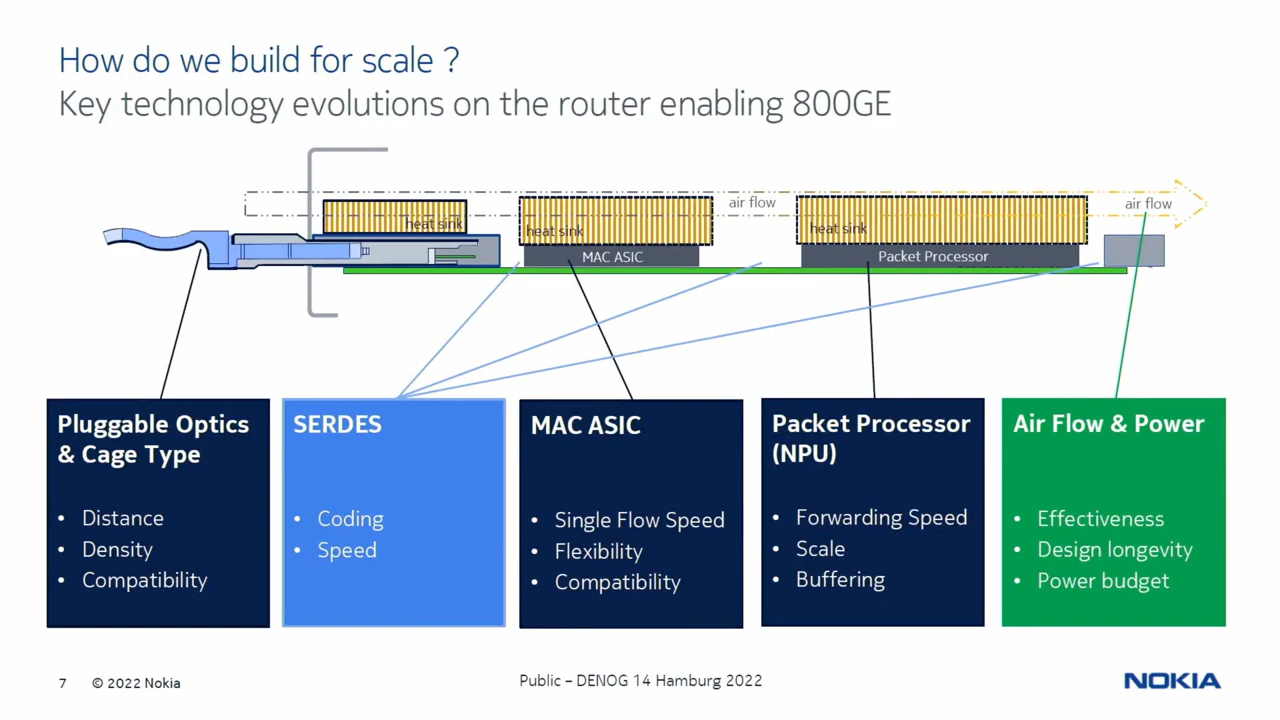 How do we build for scale ?
Key technology evolutions on the router enabling 800GE
air flow
air flow
heat sink
heat sink
heat sink
MAC ASIC
Packet Processor
Pluggable Optics
& Cage Type
• Distance
• Density
• Compatibility
SERDES
• Coding
• Speed
MAC ASIC
• Single Flow Speed
• Flexibility
• Compatibility
Packet Processor
(NPU)
• Forwarding Speed
• Scale
• Buffering
Air Flow & Power
• Effectiveness
• Design longevity
• Power budget
7 © 2022 Nokia
Public – DENOG 14 Hamburg 2022
NOKIA